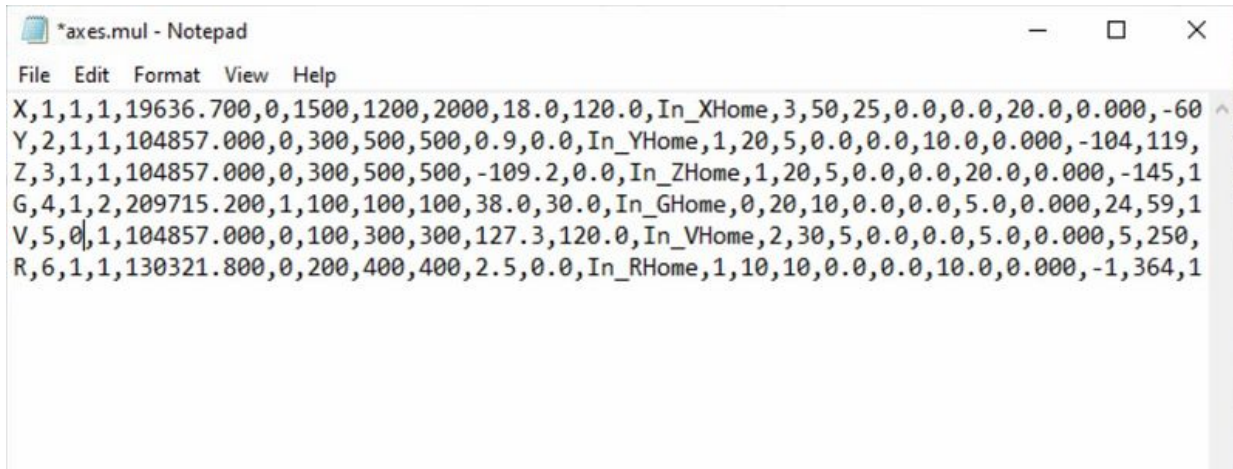 *axes.mul - Notepad
File Edit Format View Help
X,1,1,1,19636.700,0,1500,1200,2000,18.0,120.0,In_XHome,3,50,25,0.0,0.0,20.0,0.000,-60
Y,2,1,1,104857.000,0,300,500,500,0.9,0.0,In_YHome,1,20,5,0.0,0.0,10.0,0.000,-104,119,
Z,3,1,1,104857.000,0,300,500,500,-109.2,0.0,In_ZHome,1,20,5,0.0,0.0,20.0,0.000,-145,1
G,4,1,2,209715.200,1,100,100,100,38.0,30.0,In_GHome,0,20,10,0.0,0.0,5.0,0.000,24,59,1
V,5,0,1,104857.000,0,100,300,300,127.3,120.0,In_VHome,2,30,5,0.0,0.0,5.0,0.000,5,250,
R,6,1,1,130321.800,0,200,400,400,2.5,0.0,In_RHome,1,10,10,0.0,0.0,10.0,0.000,-1,364,1